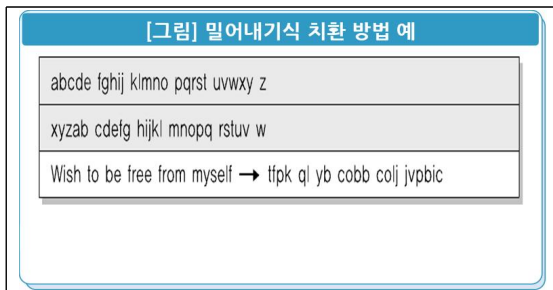 [그림] 밀어내기식 치환 방법 예
abcde fghij klmno pqrst uvwxy z
xyzab cdefg hijkl mnopq rstuv w
Wish to be free from myself → tfpk ql yb cobb colj jvpbic